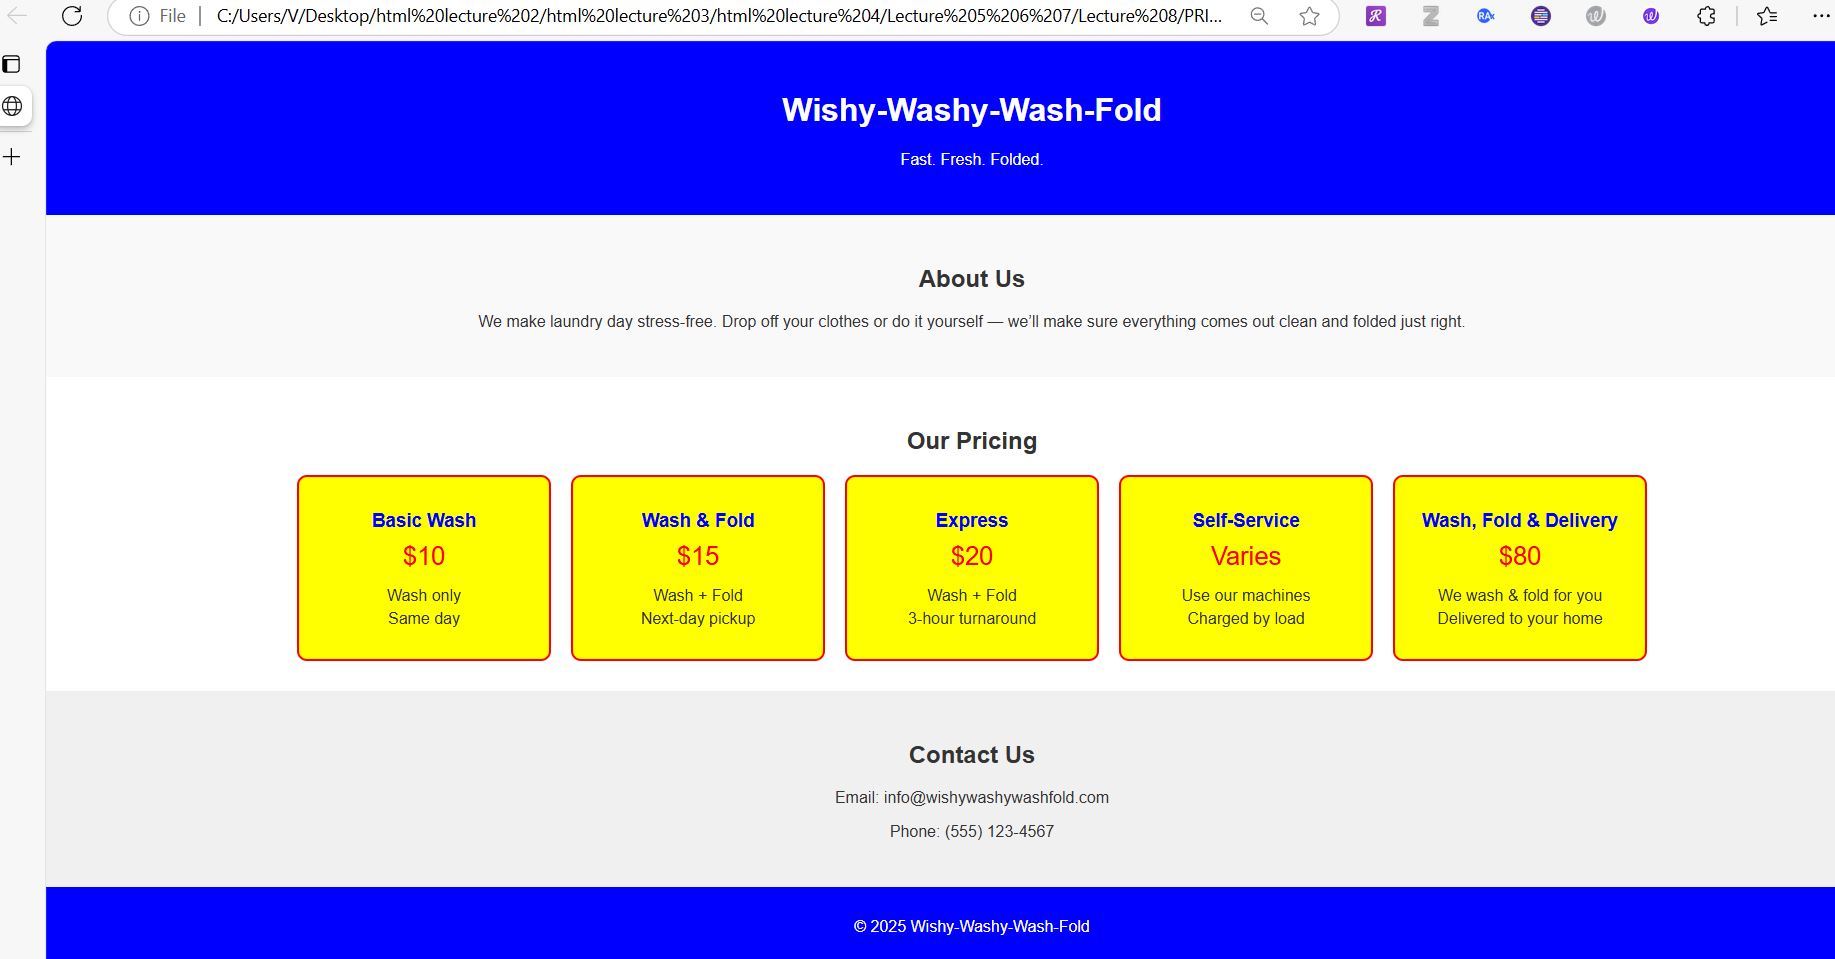 File
C:/Users/V/Desktop/html%20lecture%202/html%20lecture%203/html%20lecture%204/Lecture%205%206%207/Lecture%208/PRI...
Wishy-Washy-Wash-Fold
Fast. Fresh. Folded.
About Us
We make laundry day stress-free. Drop off your clothes or do it yourself — we’ll make sure everything comes out clean and folded just right.
Our Pricing
Basic Wash
$10
Wash only
Same day
Wash & Fold
$15
Wash + Fold
Next-day pickup
Express
$20
Wash + Fold
3-hour turnaround
Self-Service
Varies
Use our machines
Charged by load
Wash, Fold & Delivery
$80
We wash & fold for you
Delivered to your home
Contact Us
Email: info@wishywashywashfold.com
Phone: (555) 123-4567
© 2025 Wishy-Washy-Wash-Fold